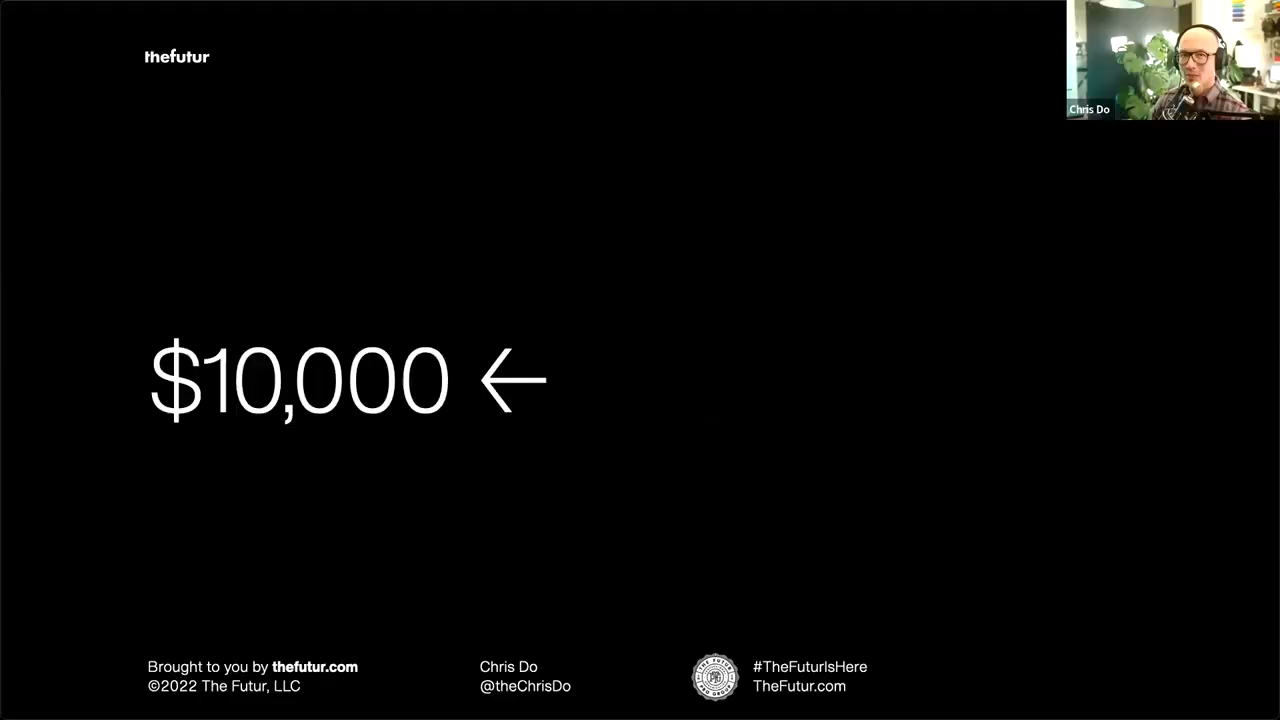 thefutur
Chris Do
$10,000 ←
Brought to you by thefutur.com
©2022 The Futur, LLC
Chris Do
@theChrisDo
#TheFuturIsHere
TheFutur.com